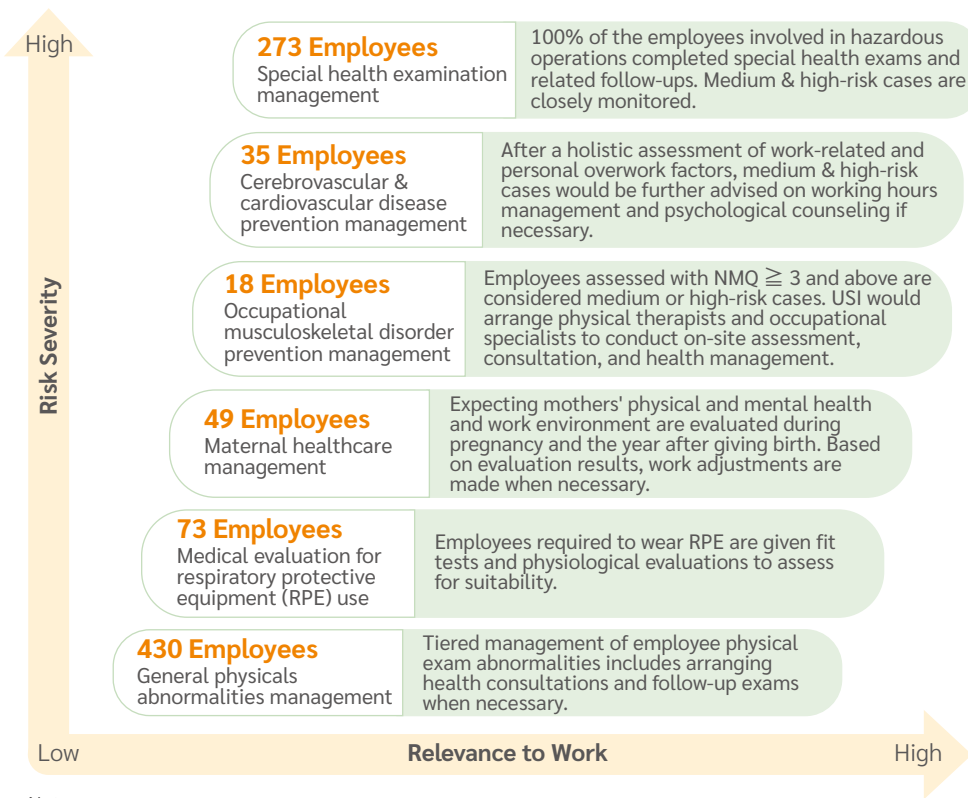 High
273 Employees
Special health examination
management
100% of the employees involved in hazardous
operations completed special health exams and
related follow-ups. Medium & high-risk cases are
closely monitored.
35 Employees
Cerebrovascular &
cardiovascular disease
prevention management
After a holistic assessment of work-related and
personal overwork factors, medium & high-risk
cases would be further advised on working hours
management and psychological counseling if
necessary.
Risk Severity
18 Employees
Occupational
musculoskeletal disorder
prevention management
Employees assessed with NMQ ≧ 3 and above are
considered medium or high-risk cases. USI would
arrange physical therapists and occupational
specialists to conduct on-site assessment,
consultation, and health management.
49 Employees
Maternal healthcare
management
Expecting mothers' physical and mental health
and work environment are evaluated during
pregnancy and the year after giving birth. Based
on evaluation results, work adjustments are
made when necessary.
73 Employees
Medical evaluation for
respiratory protective
equipment (RPE) use
Employees required to wear RPE are given fit
tests and physiological evaluations to assess
for suitability.
430 Employees
General physicals
abnormalities management
Tiered management of employee physical
exam abnormalities includes arranging
health consultations and follow-up exams
when necessary.
Low
Relevance to Work
High